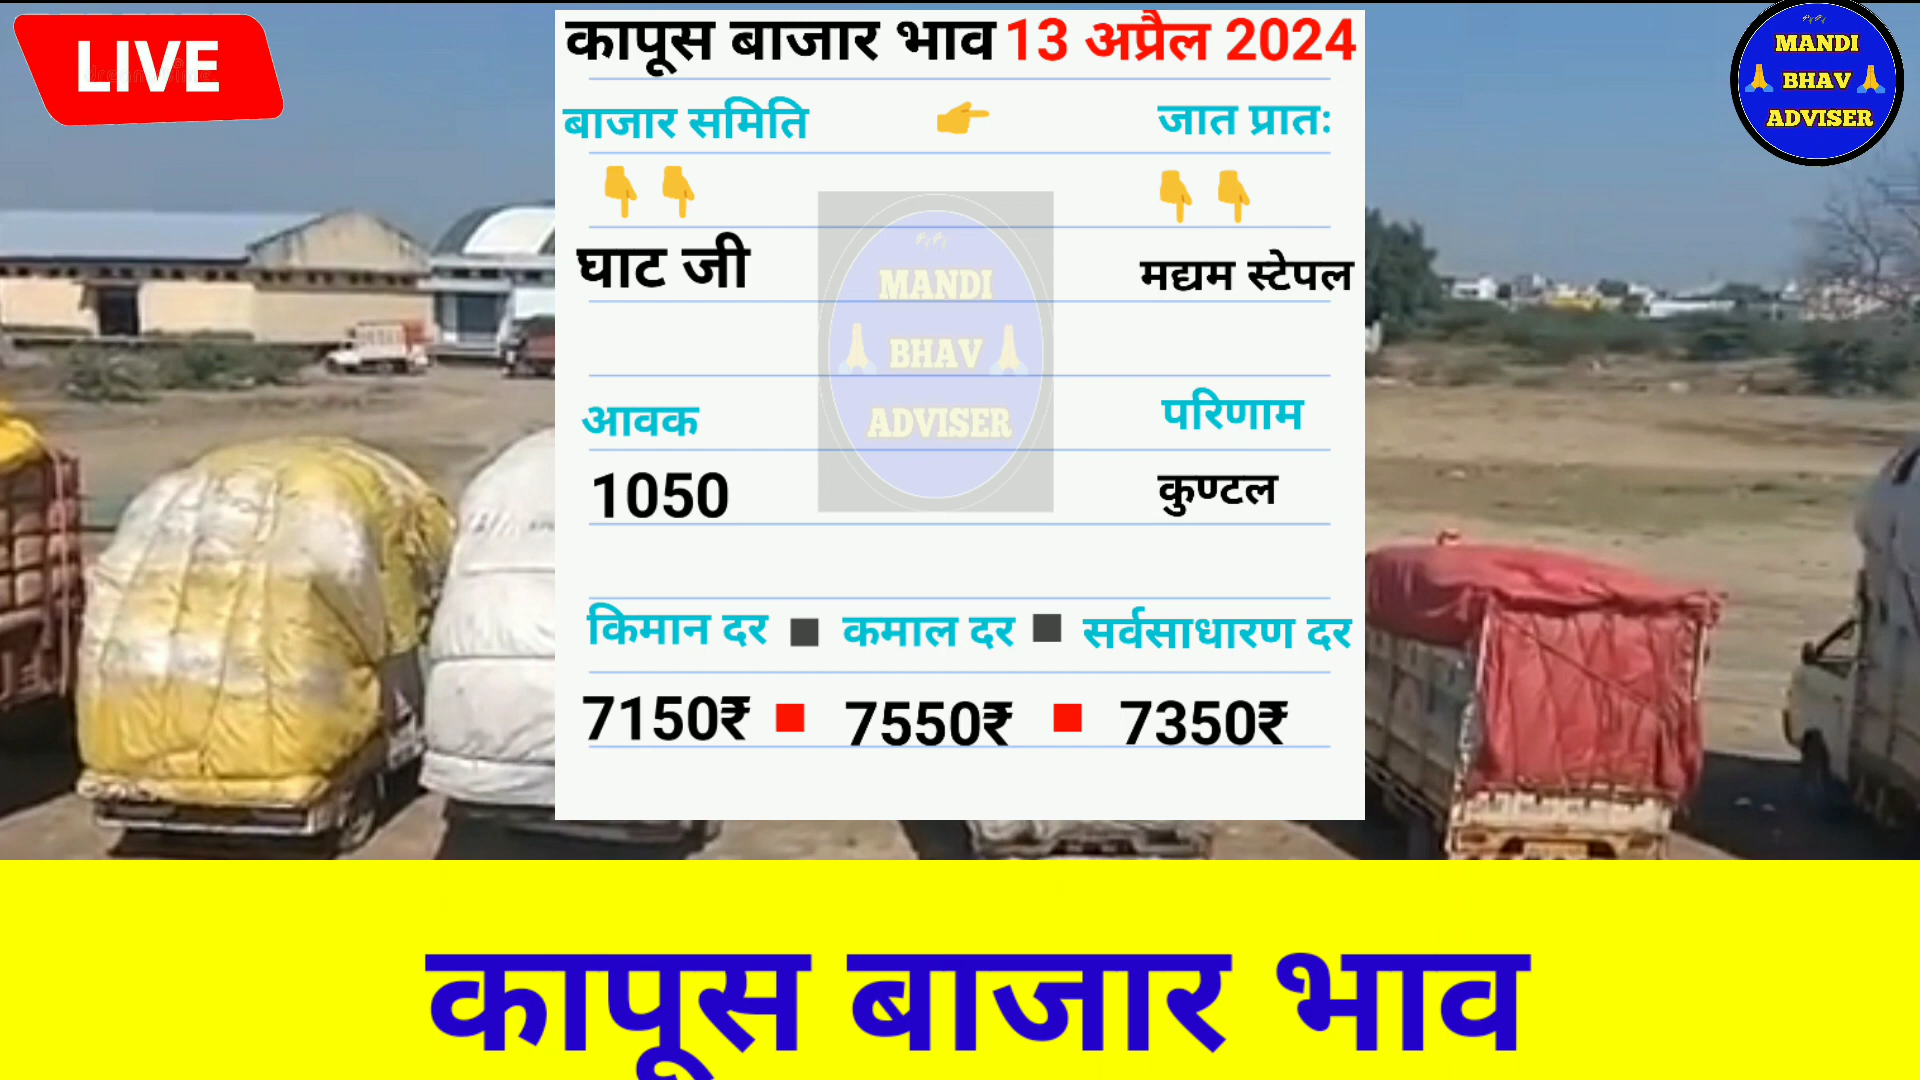 LIVE
कापूस बाजार भाव 13 अप्रैल 2024
MANDI
BHAV
ADVISER
बाजार समिति 👉 जात प्रातः
👇 👇 👇 👇
घाट जी मद्यम स्टेपल
MANDI
BHAV
ADVISER
आवक परिणाम
1050 कुण्टल
किमान दर ◾ कमाल दर ◾ सर्वसाधारण दर
7150₹ 7550₹ 7350₹
कापूस बाजार भाव